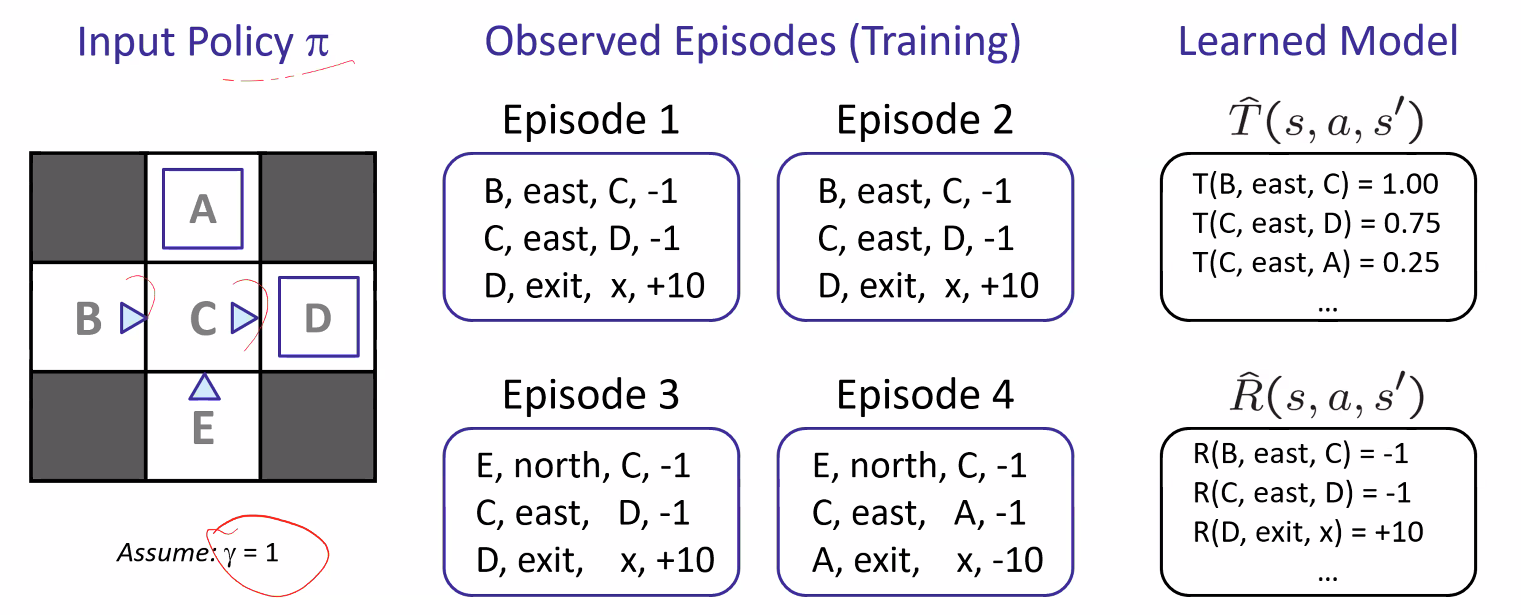 Input Policy π
A
B
C
D
E
Assume: γ = 1
Observed Episodes (Training)
Episode 1
B, east, C, -1
C, east, D, -1
D, exit, x, +10
Episode 2
B, east, C, -1
C, east, D, -1
D, exit, x, +10
Episode 3
E, north, C, -1
C, east, D, -1
D, exit, x, +10
Episode 4
E, north, C, -1
C, east, A, -1
A, exit, x, -10
Learned Model
T̂(s, a, s′)
T(B, east, C) = 1.00
T(C, east, D) = 0.75
T(C, east, A) = 0.25
...
R̂(s, a, s′)
R(B, east, C) = -1
R(C, east, D) = -1
R(D, exit, x) = +10
...